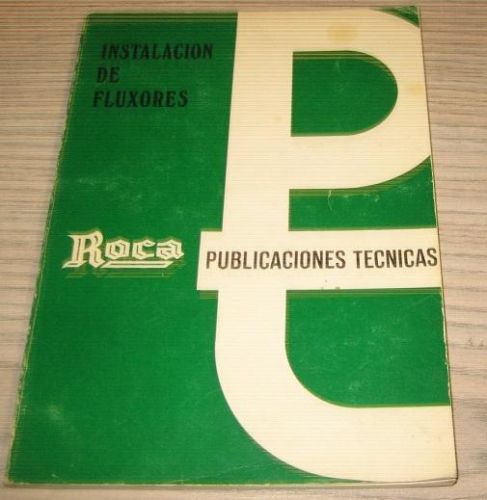 INSTALACION
DE
FLUXORES
Roca
PUBLICACIONES TECNICAS